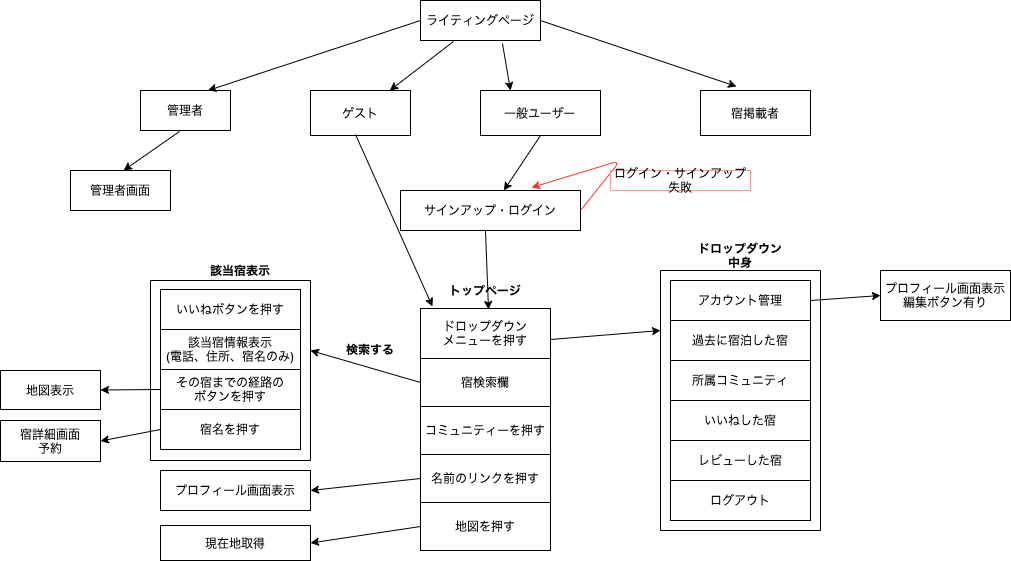 ライティングページ
管理者
ゲスト
一般ユーザー
宿掲載者
管理者画面
ログイン・サインアップ
失敗
サインアップ・ログイン
ドロップダウン
中身
該当宿表示
トップページ
アカウント管理
過去に宿泊した宿
所属コミュニティ
いいねした宿
レビューした宿
ログアウト
プロフィール画面表示
編集ボタン有り
いいねボタンを押す
該当宿情報表示
(電話、住所、宿名のみ)
その宿までの経路の
ボタンを押す
宿名を押す
検索する
ドロップダウン
メニューを押す
宿検索欄
コミュニティーを押す
名前のリンクを押す
地図を押す
地図表示
宿詳細画面
予約
プロフィール画面表示
現在地取得